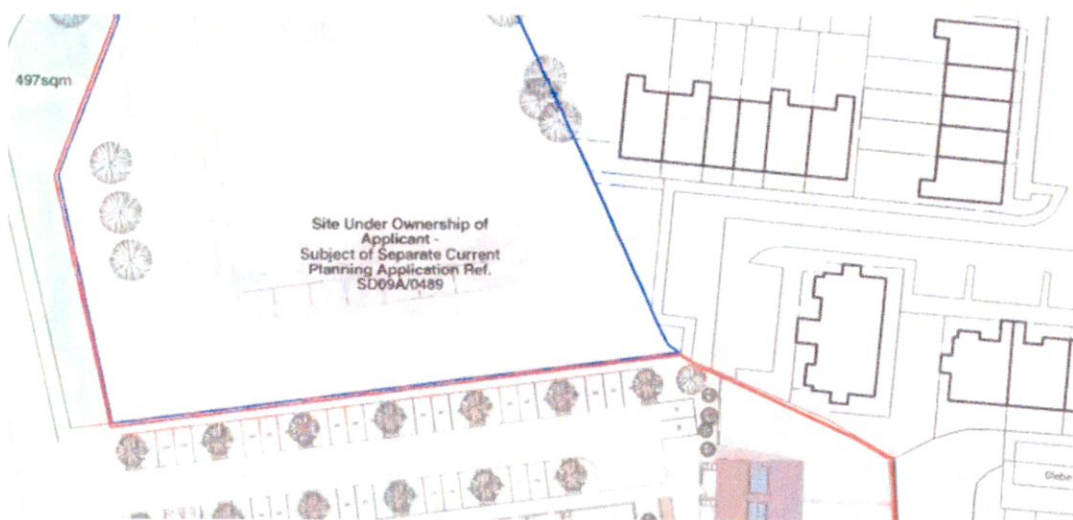 497sqm
Site Under Ownership of
Applicant -
Subject of Separate Current
Planning Application Ref.
SD09A/0489
Glebe